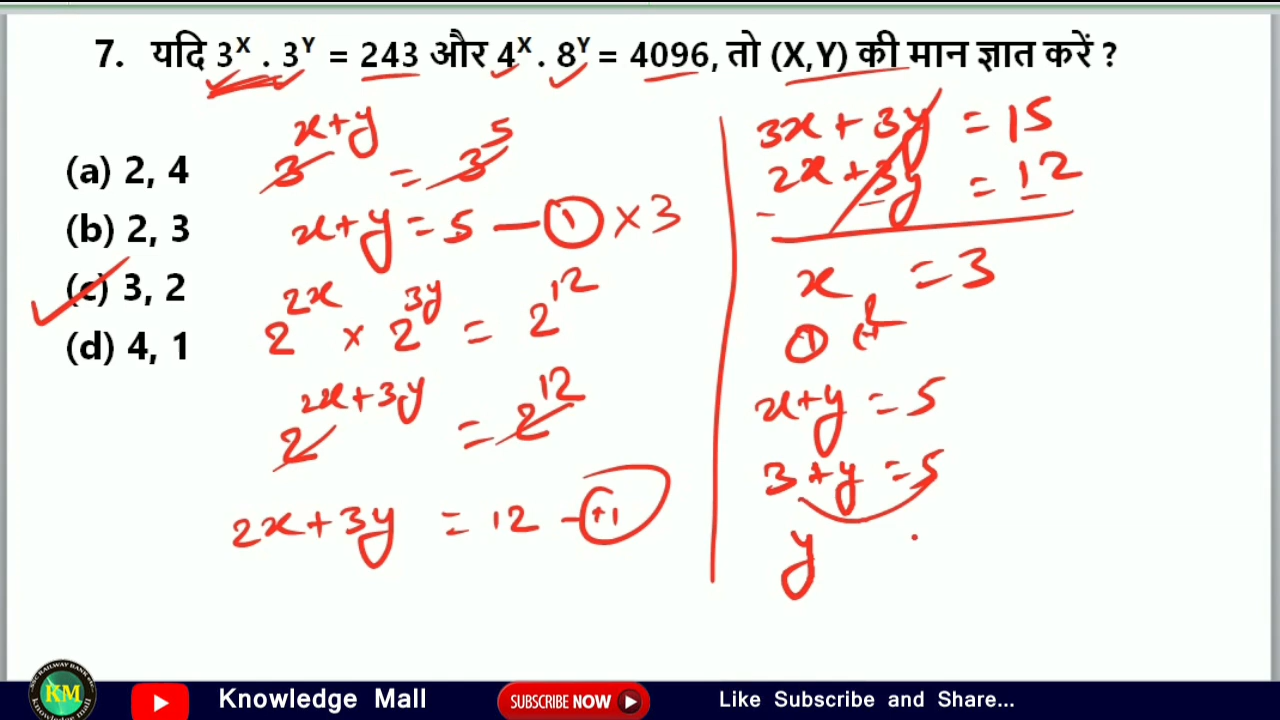 7. यदि 3^X . 3^Y = 243 और 4^X . 8^Y = 4096, तो (X,Y) की मान ज्ञात करें ?
(a) 2, 4
(b) 2, 3
(c) 3, 2
(d) 4, 1
3^x+y = 3^5
x+y = 5 — ① ×3
2^2x × 2^3y = 2^12
2^2x+3y = 2^12
2x+3y = 12
3x + 3y = 15
2x + 3y = 12
x = 3
①
x+y = 5
3+y = 5
y
KM
Knowledge Mall
SUBSCRIBE NOW
Like Subscribe and Share...